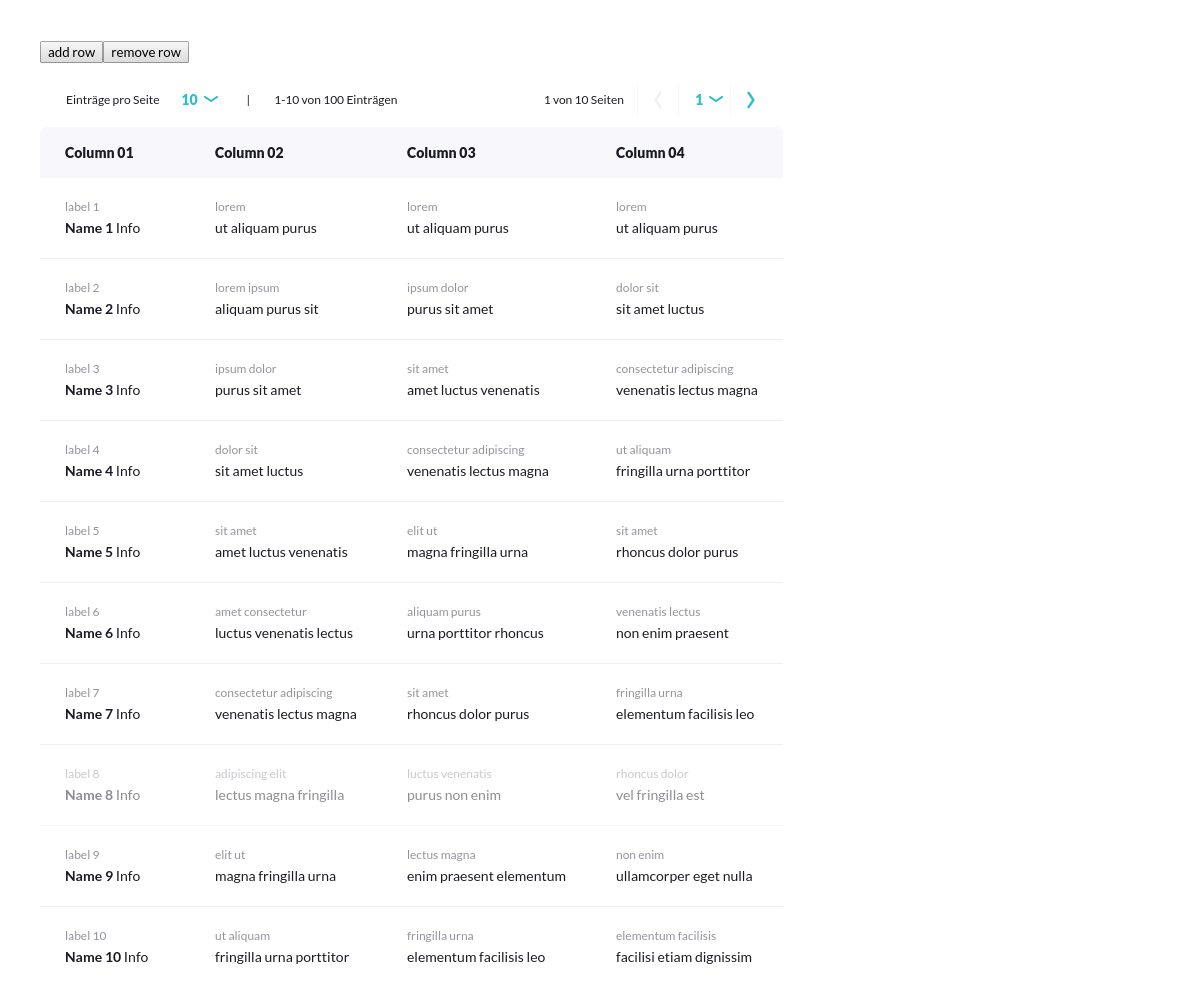 add row remove row
Einträge pro Seite 10 | 1-10 von 100 Einträgen 1 von 10 Seiten 1
Column 01 Column 02 Column 03 Column 04
label 1 lorem lorem lorem
Name 1 Info ut aliquam purus ut aliquam purus ut aliquam purus
label 2 lorem ipsum ipsum dolor dolor sit
Name 2 Info aliquam purus sit purus sit amet sit amet luctus
label 3 ipsum dolor sit amet consectetur adipiscing
Name 3 Info purus sit amet amet luctus venenatis venenatis lectus magna
label 4 dolor sit consectetur adipiscing ut aliquam
Name 4 Info sit amet luctus venenatis lectus magna fringilla urna porttitor
label 5 sit amet elit ut sit amet
Name 5 Info amet luctus venenatis magna fringilla urna rhoncus dolor purus
label 6 amet consectetur aliquam purus venenatis lectus
Name 6 Info luctus venenatis lectus urna porttitor rhoncus non enim praesent
label 7 consectetur adipiscing sit amet fringilla urna
Name 7 Info venenatis lectus magna rhoncus dolor purus elementum facilisis leo
label 8 adipiscing elit luctus venenatis rhoncus dolor
Name 8 Info lectus magna fringilla purus non enim vel fringilla est
label 9 elit ut lectus magna non enim
Name 9 Info magna fringilla urna enim praesent elementum ullamcorper eget nulla
label 10 ut aliquam fringilla urna elementum facilisis
Name 10 Info fringilla urna porttitor elementum facilisis leo facilisi etiam dignissim